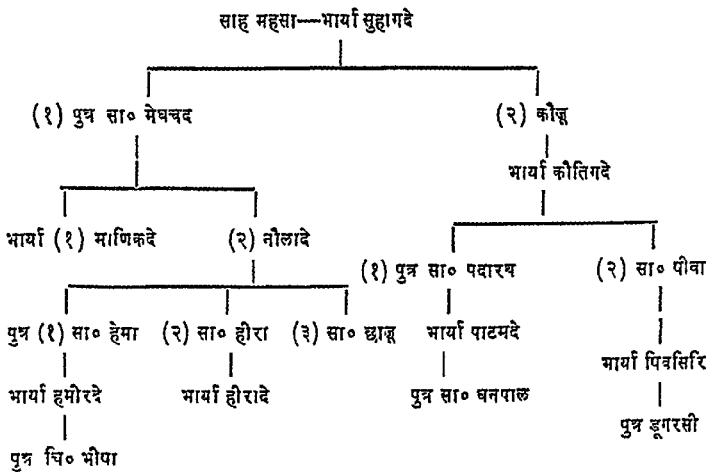 साह महसा—भार्या सुहागदे
(१) पुत्र सा० मेघचद (२) कौजू
भार्या कौतिगदे
भार्या (१) माणिकदे (२) नौलादे
(१) पुत्र सा० पदारथ (२) सा० पीवा
पुत्र (१) सा० हेमा (२) सा० हीरा (३) सा० छाजू भार्या पाटमदे
भार्या पिवसिरि
भार्या हमीरदे भार्या हीरादे पुत्र सा० धनपाल
पुत्र डूगरसी
पुत्र चि० भीषा